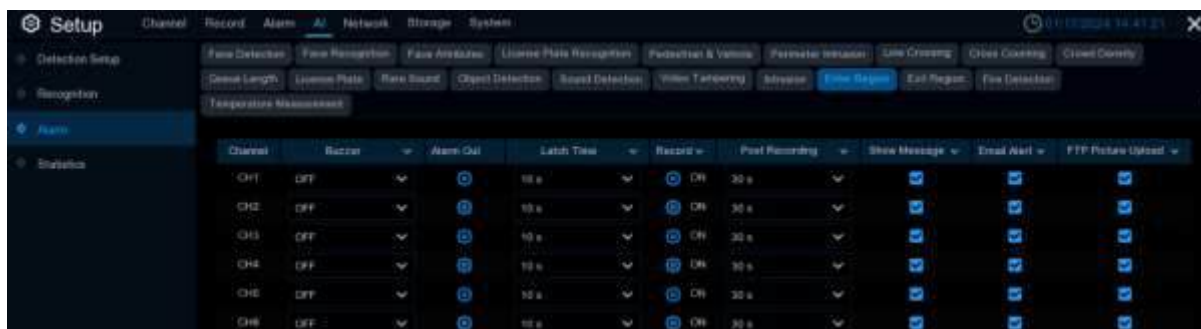 Setup Channel Record Alarm AI Network Storage System
Detection Setup
Recognition
Alarm
Statistics
Face Detection Face Recognition Face Attributes License Plate Recognition Pedestrian & Vehicle Perimeter Intrusion Line Crossing Cross Counting Crowd Density
Queue Length License Plate Rare Sound Object Detection Sound Detection Video Tampering Intrusion Enter Region Exit Region Fire Detection
Temperature Measurement
Channel Buzzer Alarm Out Latch Time Record Post Recording Show Message Email Alert FTP Picture Upload
CH1 OFF 10 s ON 30 s
CH2 OFF 10 s ON 30 s
CH3 OFF 10 s ON 30 s
CH4 OFF 10 s ON 30 s
CH5 OFF 10 s ON 30 s
CH6 OFF 10 s ON 30 s